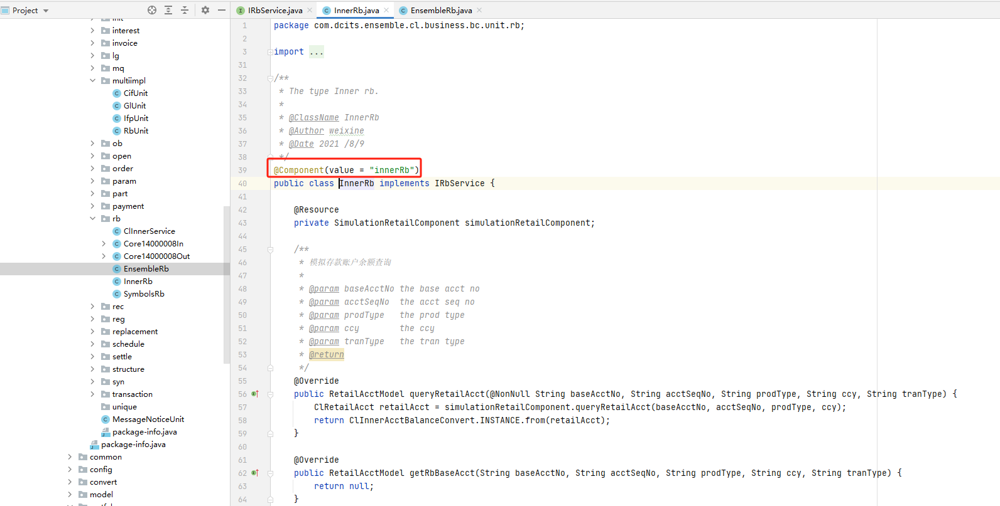 Project
IRbService.java
InnerRb.java
EnsembleRb.java
init
interest
invoice
lg
mq
multiimpl
CifUnit
GlUnit
IfpUnit
RbUnit
ob
open
order
param
part
payment
rb
ClInnerService
Core14000008In
Core14000008Out
EnsembleRb
InnerRb
SymbolsRb
rec
reg
replacement
schedule
settle
structure
syn
transaction
unique
MessageNoticeUnit
package-info.java
package-info.java
common
config
convert
model
1 package com.dcits.ensemble.cl.business.bc.unit.rb;
2
3 import ...
31
32 /**
33 * The type Inner rb.
34 *
35 * @ClassName InnerRb
36 * @Author weixine
37 * @Date 2021 /8/9
38 */
39 @Component(value = "innerRb")
40 public class InnerRb implements IRbService {
41
42 @Resource
43 private SimulationRetailComponent simulationRetailComponent;
44
45 /**
46 * 模拟存款账户余额查询
47 *
48 * @param baseAcctNo the base acct no
49 * @param acctSeqNo the acct seq no
50 * @param prodType the prod type
51 * @param ccy the ccy
52 * @param tranType the tran type
53 * @return
54 */
55 @Override
56 public RetailAcctModel queryRetailAcct(@NonNull String baseAcctNo, String acctSeqNo, String prodType, String ccy, String tranType) {
57 ClRetailAcct retailAcct = simulationRetailComponent.queryRetailAcct(baseAcctNo, acctSeqNo, prodType, ccy);
58 return ClInnerAcctBalanceConvert.INSTANCE.from(retailAcct);
59 }
60
61 @Override
62 public RetailAcctModel getRbBaseAcct(String baseAcctNo, String acctSeqNo, String prodType, String ccy, String tranType) {
63 return null;
64 }